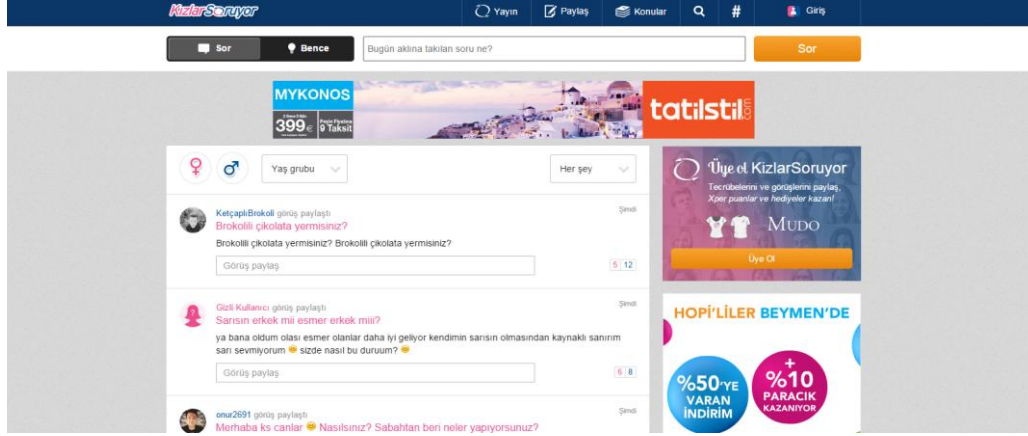 KızlarSoruyor
Yayın
Paylaş
Konular
#
Giriş
Sor
Bence
Bugün aklına takılan soru ne?
Sor
MYKONOS
399€
9 Taksit
tatilstil.com
Yaş grubu
Her şey
KetçaplıBrokoli görüş paylaştı
Şimdi
Brokolili çikolata yermisiniz?
Brokolili çikolata yermisiniz? Brokolili çikolata yermisiniz?
Görüş paylaş
5 12
Gizli Kullanıcı görüş paylaştı
Şimdi
Sarısın erkek mii esmer erkek miii?
ya bana oldum olası esmer olanlar daha iyi geliyor kendimin sarısın olmasından kaynaklı sanırım
sarı sevmiyorum sizde nasıl bu duruum?
Görüş paylaş
6 8
onur2691 görüş paylaştı
Şimdi
Merhaba ks canlar Nasılsınız? Sabahtan beri neler yapıyorsunuz?
Üye ol KızlarSoruyor
Tecrübelerini ve görüşlerini paylaş,
Xper puanlar ve hediyeler kazan!
MUDO
Üye Ol
HOPİ'LİLER BEYMEN'DE
%50'YE
VARAN
İNDİRİM
+
%10
PARACIK
KAZANIYOR